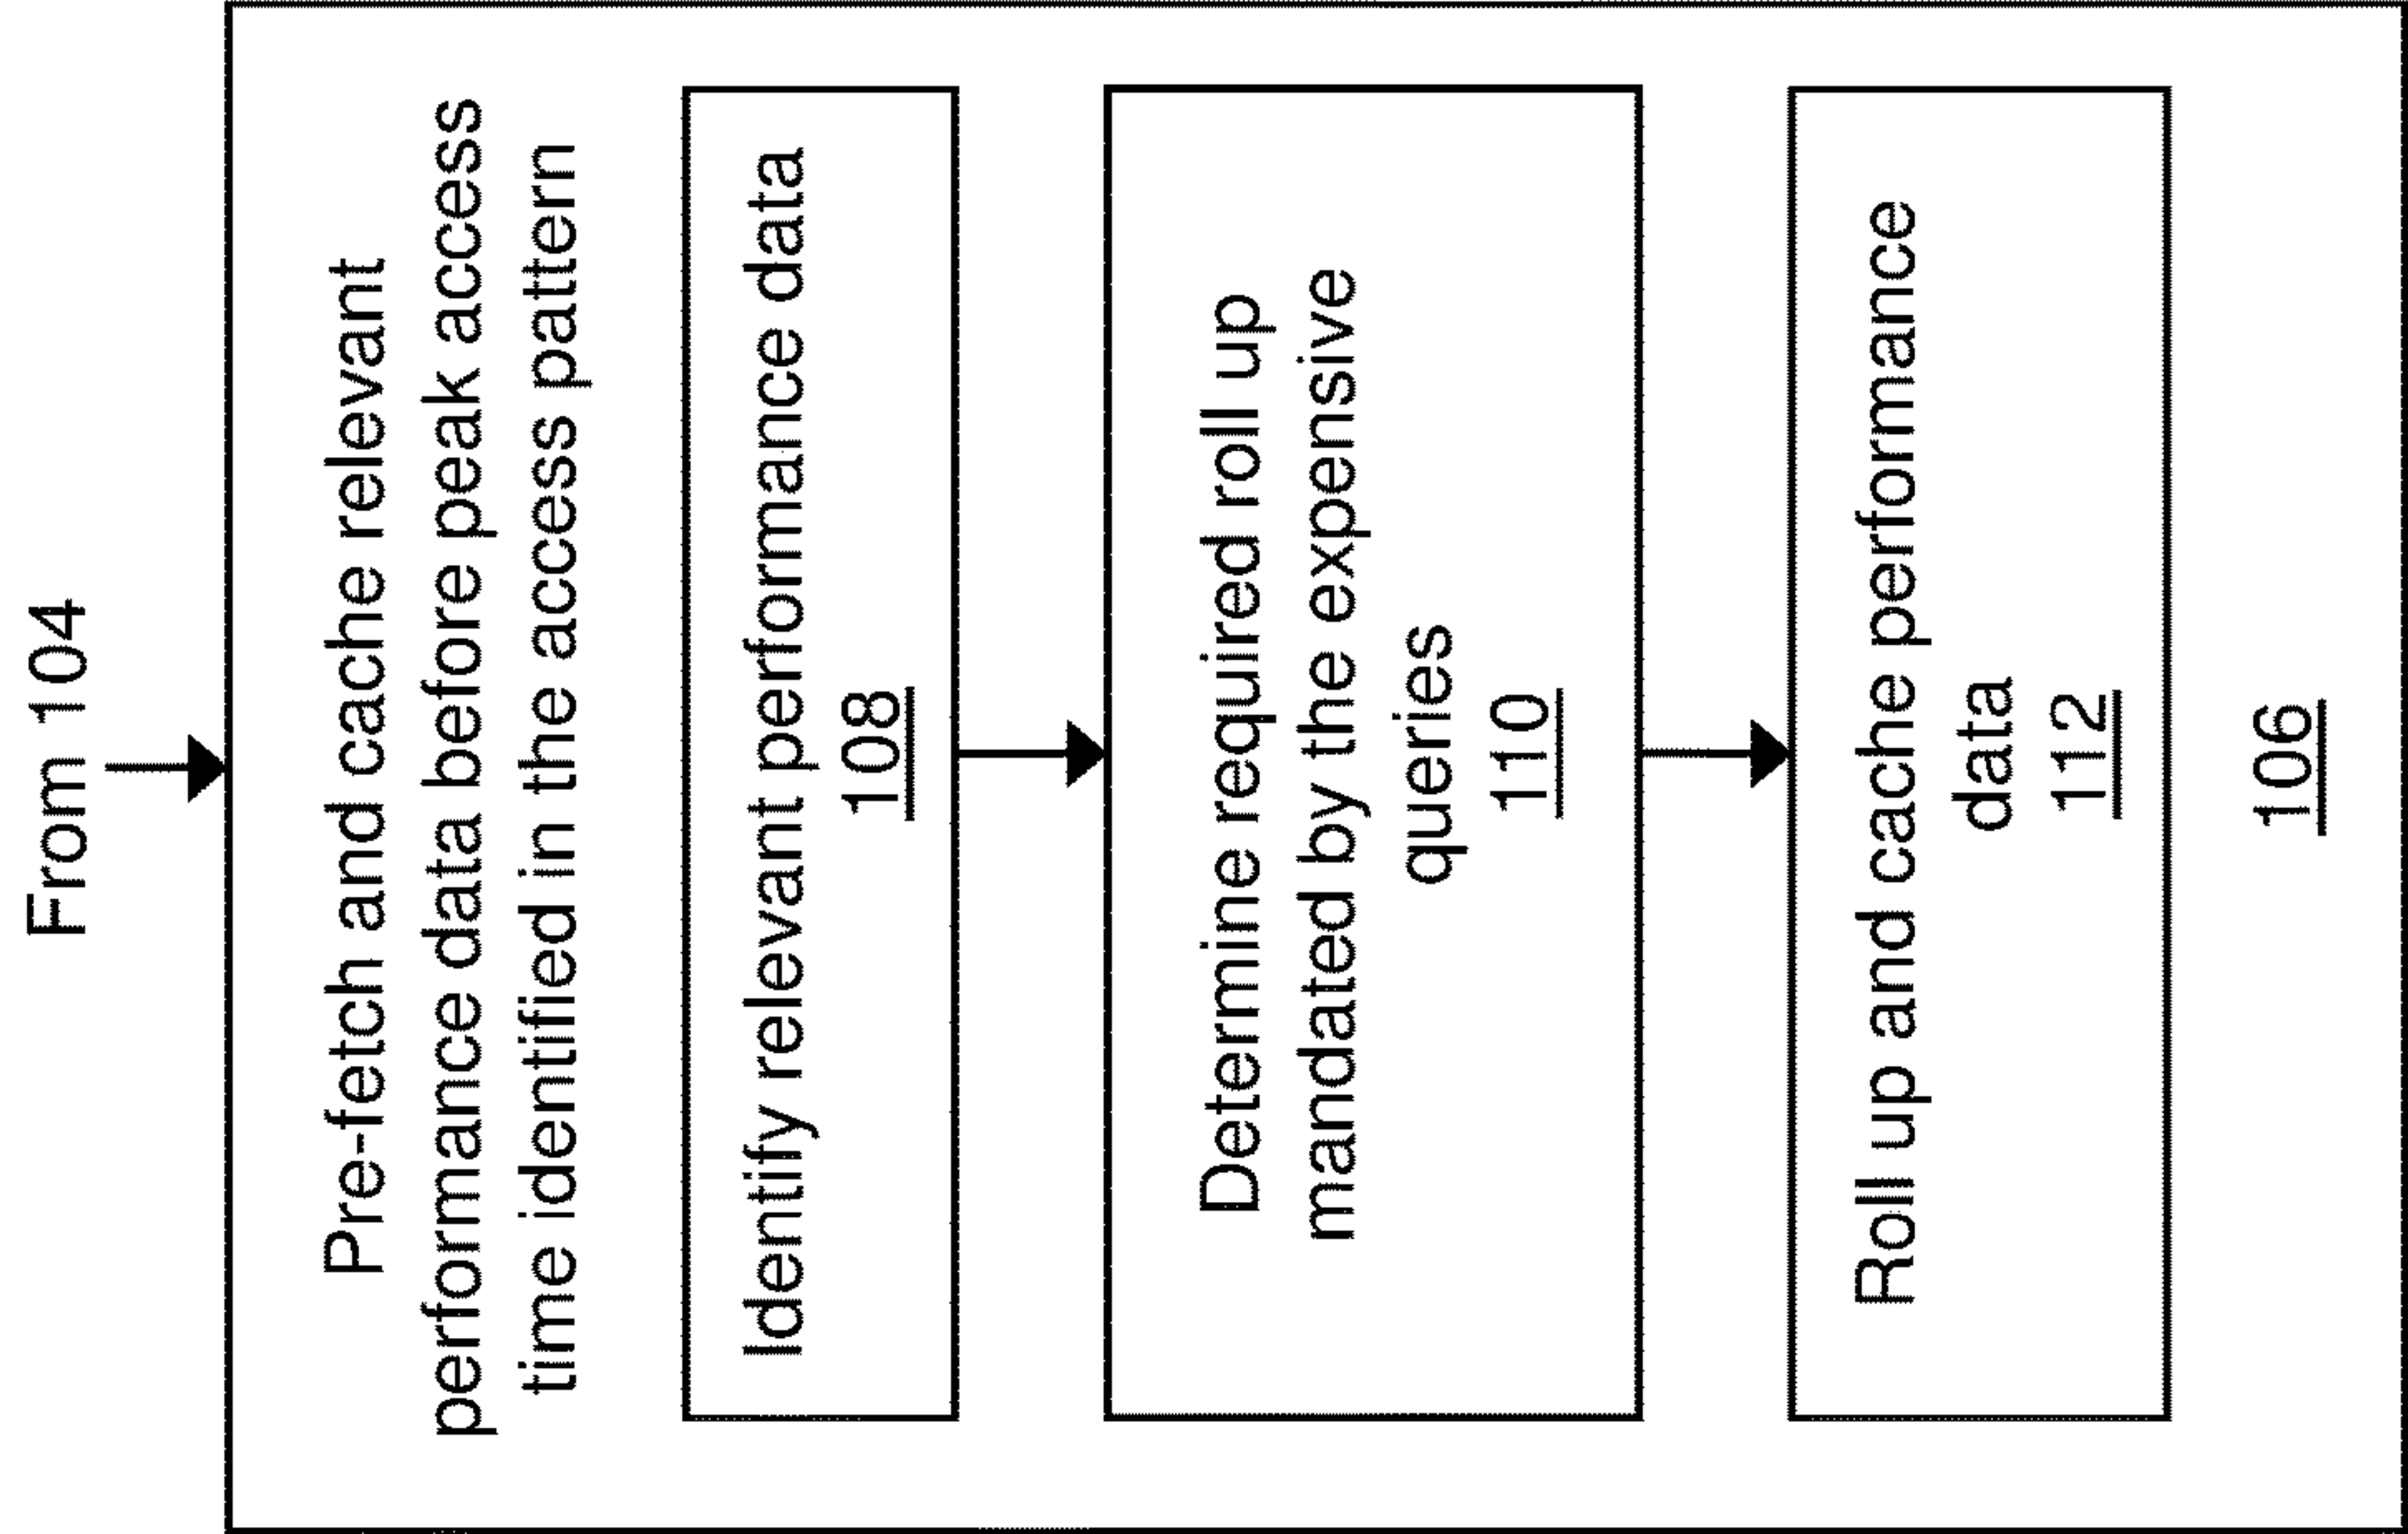 From 104
Pre-fetch and cache relevant
performance data before peak access
time identified in the access pattern
Identify relevant performance data
108
Determine required roll up
mandated by the expensive
queries
110
Roll up and cache performance
data
112
106